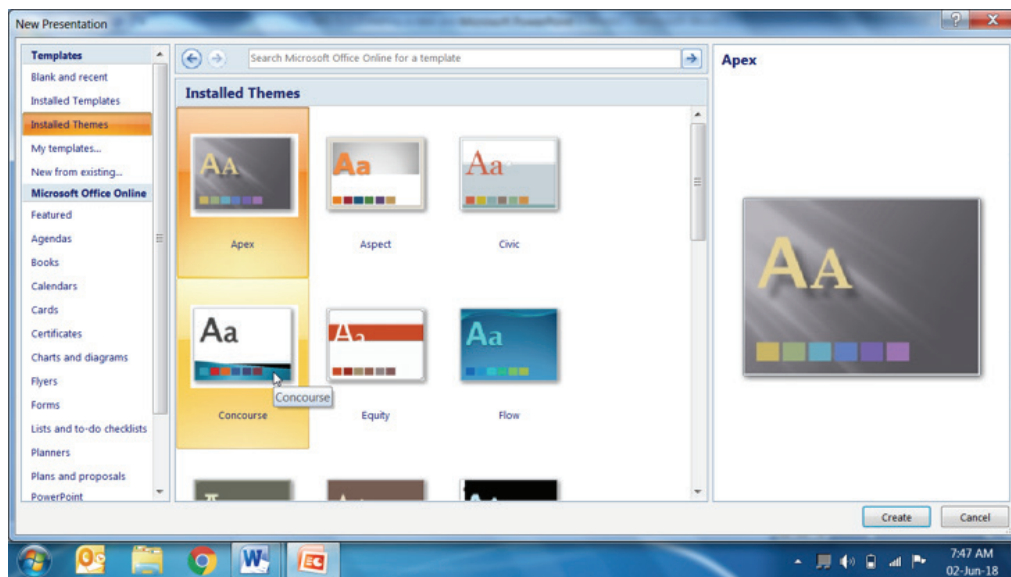 New Presentation
Templates
Blank and recent
Installed Templates
Installed Themes
My templates...
New from existing...
Microsoft Office Online
Featured
Agendas
Books
Calendars
Cards
Certificates
Charts and diagrams
Flyers
Forms
Lists and to-do checklists
Planners
Plans and proposals
PowerPoint
Search Microsoft Office Online for a template
Installed Themes
AA
Aa
Aa
Apex
Aspect
Civic
Aa
Aa
Aa
Concourse
Concourse
Equity
Flow
Apex
AA
Create
Cancel
7:47 AM
02-Jun-18